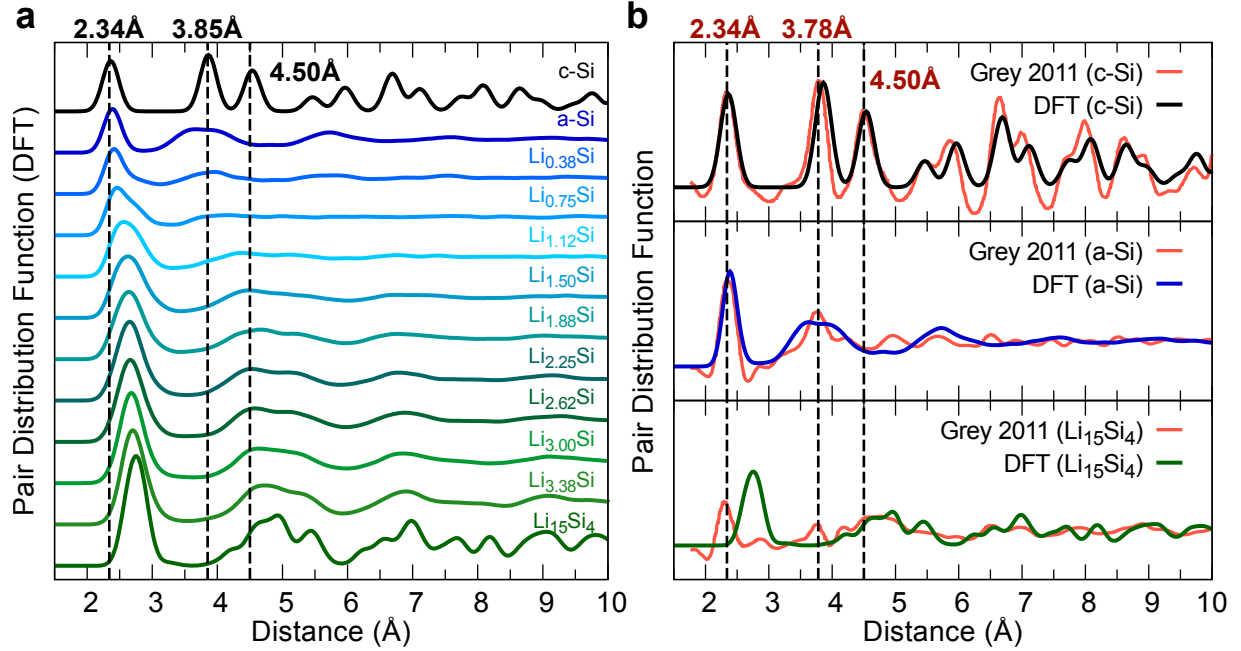 a
2.34Å 3.85Å
4.50Å
c-Si
a-Si
Li0.38Si
Li0.75Si
Li1.12Si
Li1.50Si
Li1.88Si
Li2.25Si
Li2.62Si
Li3.00Si
Li3.38Si
Li15Si4
Pair Distribution Function (DFT)
2 3 4 5 6 7 8 9 10
Distance (Å)
b
2.34Å 3.78Å
4.50Å
Grey 2011 (c-Si)
DFT (c-Si)
Grey 2011 (a-Si)
DFT (a-Si)
Grey 2011 (Li15Si4)
DFT (Li15Si4)
Pair Distribution Function
2 3 4 5 6 7 8 9 10
Distance (Å)